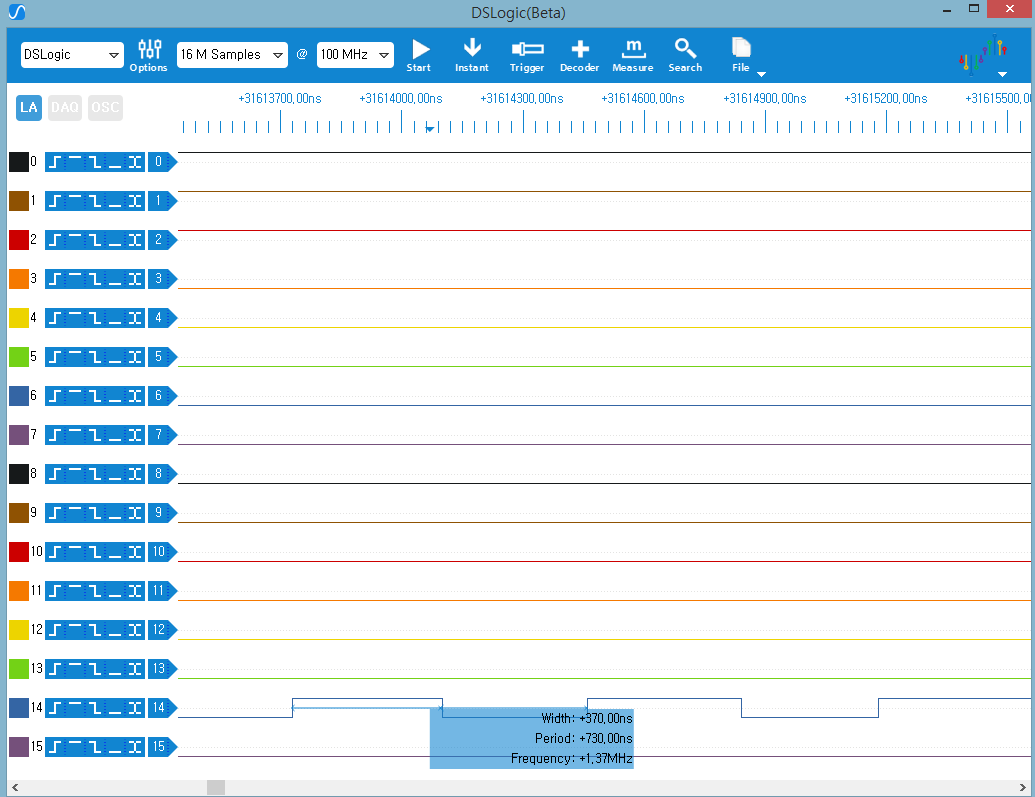 DSLogic(Beta)
DSLogic 16 M Samples @ 100 MHz
Options Start Instant Trigger Decoder Measure Search File
LA DAQ OSC
+31613700,00ns +31614000,00ns +31614300,00ns +31614600,00ns +31614900,00ns +31615200,00ns +31615500,00
0 0
1 1
2 2
3 3
4 4
5 5
6 6
7 7
8 8
9 9
10 10
11 11
12 12
13 13
14 14
Width: +370,00ns
Period: +730,00ns
15 15
Frequency: +1,37MHz